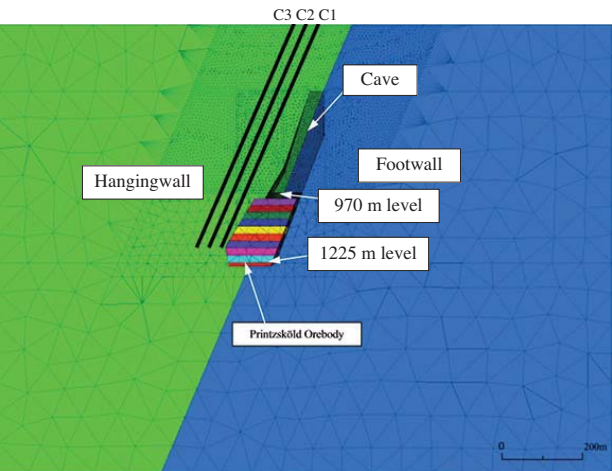 C3 C2 C1
Cave
Footwall
Hangingwall
970 m level
1225 m level
Printzsköld Orebody
0 200m